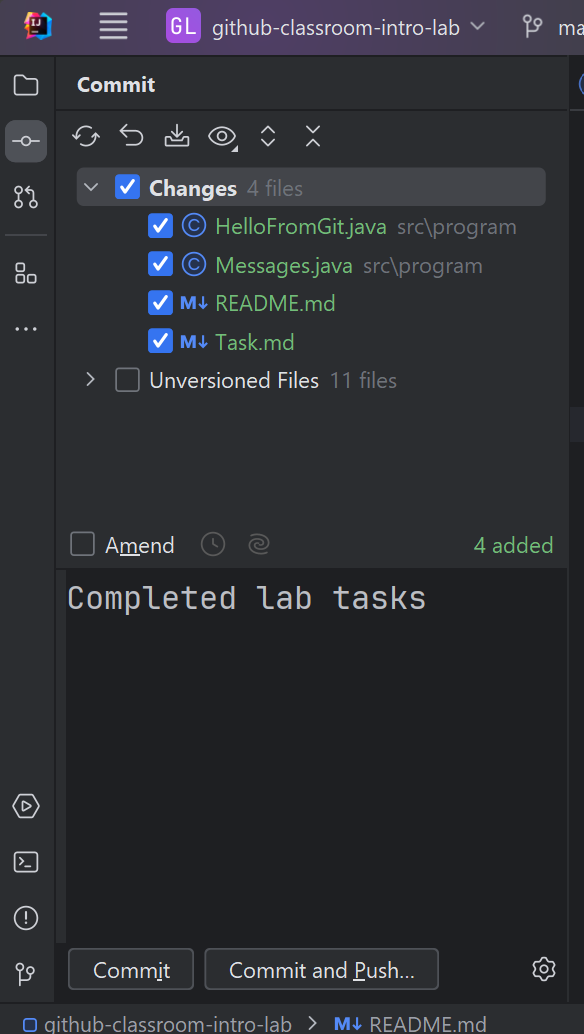 GL github-classroom-intro-lab ma
Commit
Changes 4 files
HelloFromGit.java src\program
Messages.java src\program
M↓ README.md
M↓ Task.md
Unversioned Files 11 files
Amend 4 added
Completed lab tasks
Commit Commit and Push...
github-classroom-intro-lab > M↓ README.md